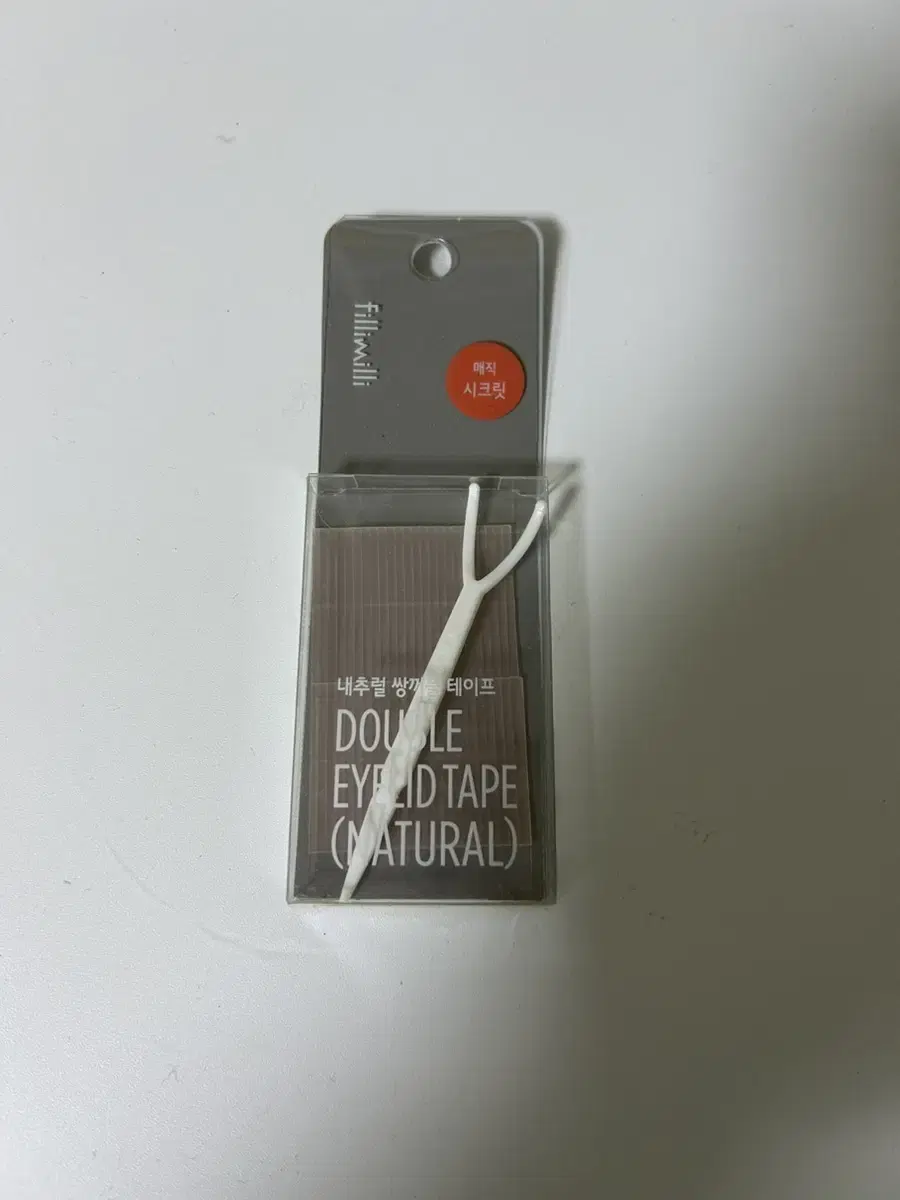 fillimilli
매직
시크릿
내추럴 쌍꺼풀 테이프
DOUBLE
EYELID TAPE
(NATURAL)